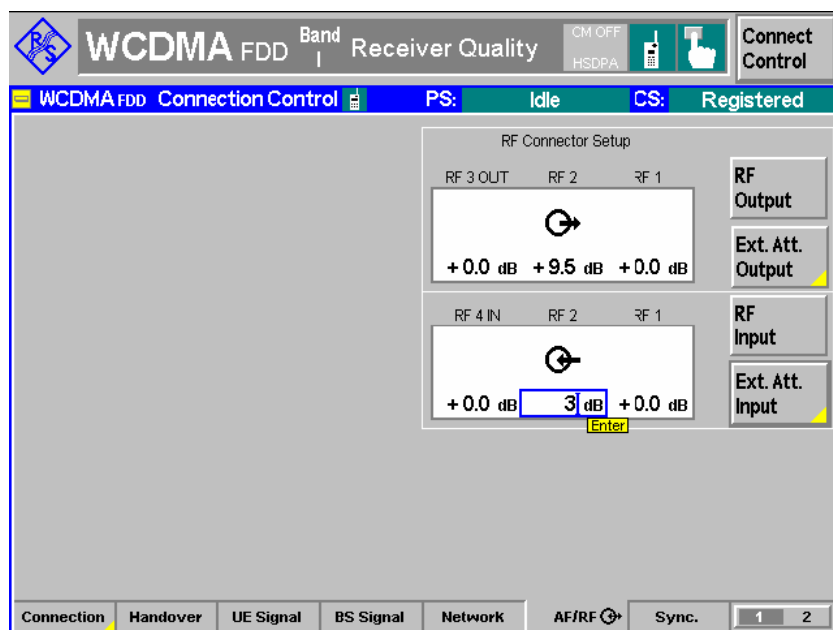 WCDMA FDD Band I Receiver Quality CM OFF HSDPA Connect Control
WCDMA FDD Connection Control PS: Idle CS: Registered
RF Connector Setup
RF 3 OUT RF 2 RF 1
RF Output
+ 0.0 dB + 9.5 dB + 0.0 dB
Ext. Att. Output
RF 4 IN RF 2 RF 1
RF Input
+ 0.0 dB 3 dB + 0.0 dB
Ext. Att. Input
Enter
Connection Handover UE Signal BS Signal Network AF/RF Sync. 1 2